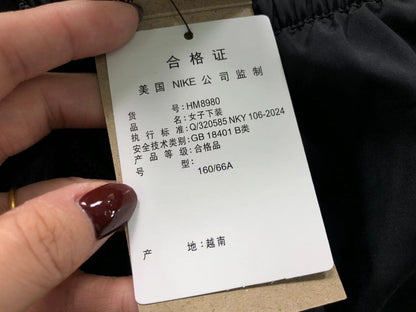 合格证
美国 NIKE 公司监制
货号:HM8980
品名:女子下装
执行标准:Q/320585 NKY 106-2024
安全技术类别:GB 18401 B类
产品等级:合格品
号型:
160/66A
产地:越南